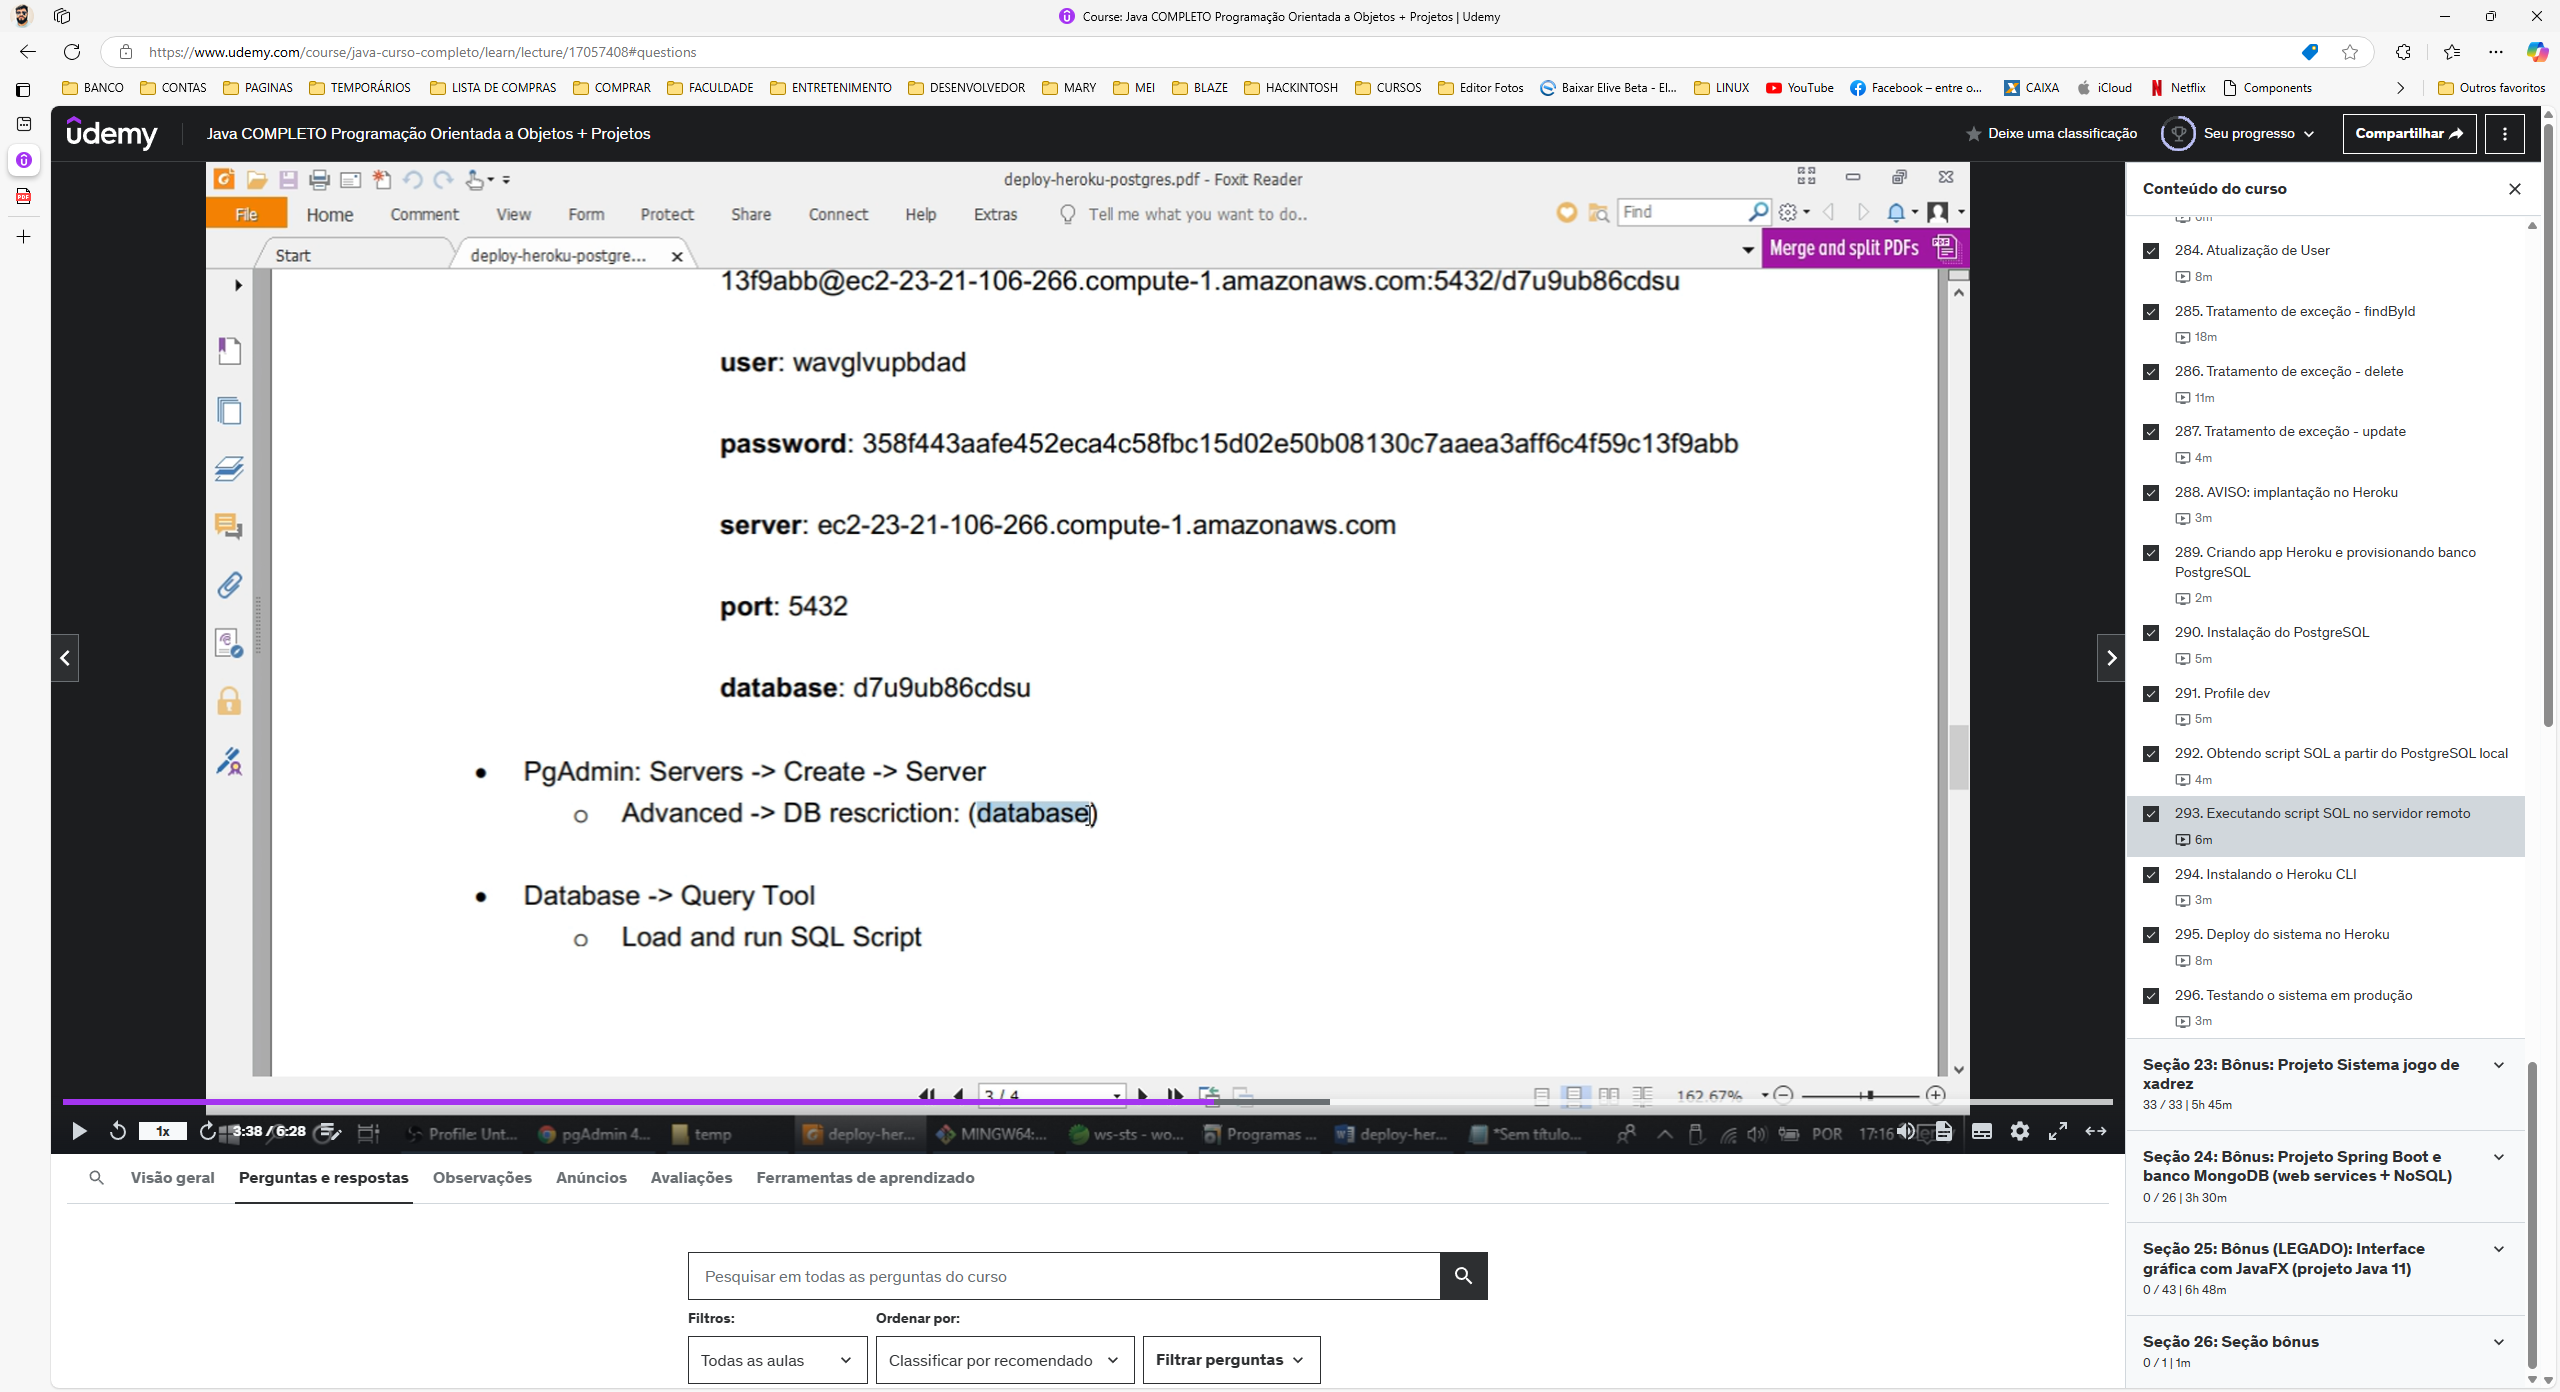 Course: Java COMPLETO Programação Orientada a Objetos + Projetos | Udemy
https://www.udemy.com/course/java-curso-completo/learn/lecture/17057408#questions
BANCO CONTAS PAGINAS TEMPORÁRIOS LISTA DE COMPRAS COMPRAR FACULDADE ENTRETENIMENTO DESENVOLVEDOR MARY MEI BLAZE HACKINTOSH CURSOS Editor Fotos Baixar Elive Beta - El... LINUX YouTube Facebook – entre o... CAIXA iCloud Netflix Components Outros favoritos
udemy Java COMPLETO Programação Orientada a Objetos + Projetos Deixe uma classificação Seu progresso Compartilhar
deploy-heroku-postgres.pdf - Foxit Reader
File Home Comment View Form Protect Share Connect Help Extras Tell me what you want to do.. Find
Start deploy-heroku-postgre... Merge and split PDFs
13f9abb@ec2-23-21-106-266.compute-1.amazonaws.com:5432/d7u9ub86cdsu
user: wavglvupbdad
password: 358f443aafe452eca4c58fbc15d02e50b08130c7aaea3aff6c4f59c13f9abb
server: ec2-23-21-106-266.compute-1.amazonaws.com
port: 5432
database: d7u9ub86cdsu
• PgAdmin: Servers -> Create -> Server
o Advanced -> DB rescriction: (database)
• Database -> Query Tool
o Load and run SQL Script
3 / 4 162.67%
1x 3:38 / 6:28 Profile: Unt... pgAdmin 4... temp deploy-her... MINGW64:... ws-sts - wo... Programas ... deploy-her... *Sem título... POR 17:16
Conteúdo do curso
284. Atualização de User
8m
285. Tratamento de exceção - findById
18m
286. Tratamento de exceção - delete
11m
287. Tratamento de exceção - update
4m
288. AVISO: implantação no Heroku
3m
289. Criando app Heroku e provisionando banco
PostgreSQL
2m
290. Instalação do PostgreSQL
5m
291. Profile dev
5m
292. Obtendo script SQL a partir do PostgreSQL local
4m
293. Executando script SQL no servidor remoto
6m
294. Instalando o Heroku CLI
3m
295. Deploy do sistema no Heroku
8m
296. Testando o sistema em produção
3m
Seção 23: Bônus: Projeto Sistema jogo de
xadrez
33 / 33 | 5h 45m
Seção 24: Bônus: Projeto Spring Boot e
banco MongoDB (web services + NoSQL)
0 / 26 | 3h 30m
Seção 25: Bônus (LEGADO): Interface
gráfica com JavaFX (projeto Java 11)
0 / 43 | 6h 48m
Seção 26: Seção bônus
0 / 1 | 1m
Visão geral Perguntas e respostas Observações Anúncios Avaliações Ferramentas de aprendizado
Pesquisar em todas as perguntas do curso
Filtros: Ordenar por:
Todas as aulas Classificar por recomendado Filtrar perguntas